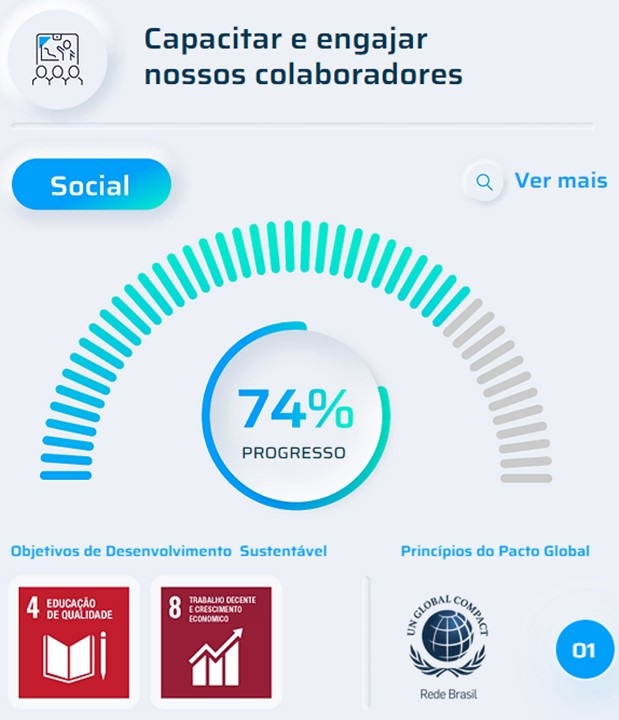 Capacitar e engajar
nossos colaboradores
Social
Ver mais
74%
PROGRESSO
Objetivos de Desenvolvimento Sustentável
Princípios do Pacto Global
4 EDUCAÇÃO
DE QUALIDADE
8 TRABALHO DECENTE
E CRESCIMENTO
ECONOMICO
UN GLOBAL COMPACT
Rede Brasil
01